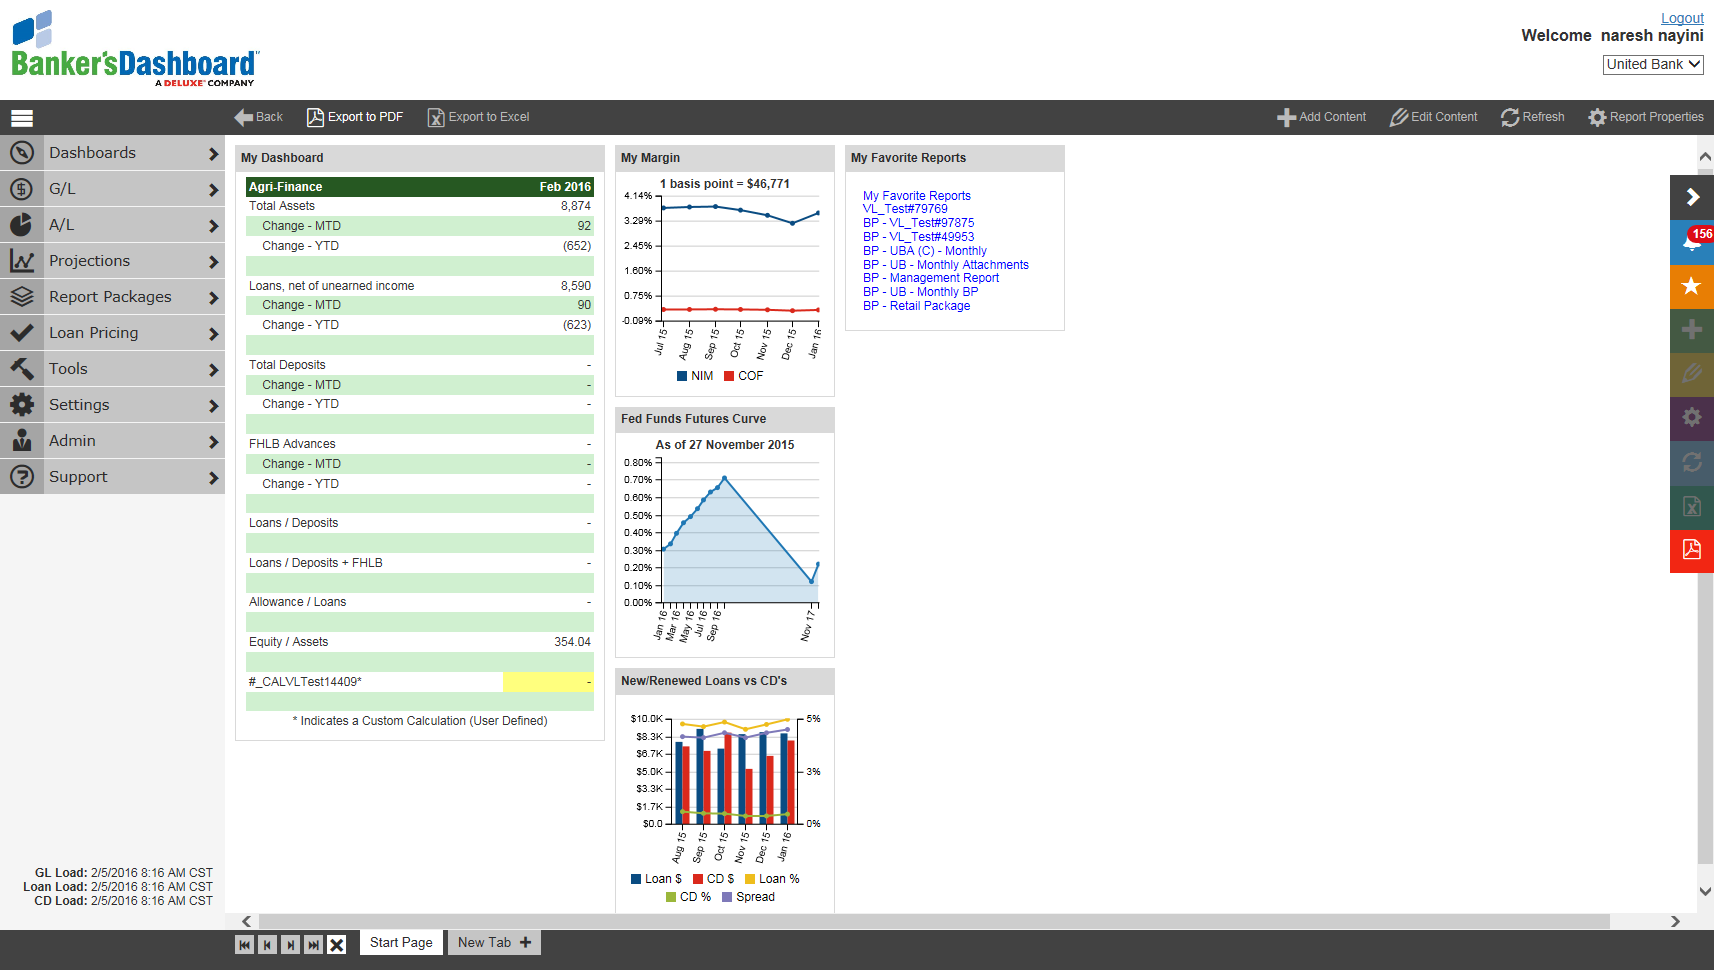 Logout
Banker'sDashboard
A DELUXE COMPANY
Welcome naresh nayini
United Bank
Back
Export to PDF
Export to Excel
Add Content
Edit Content
Refresh
Report Properties
Dashboards
G/L
A/L
Projections
Report Packages
Loan Pricing
Tools
Settings
Admin
Support
GL Load: 2/5/2016 8:16 AM CST
Loan Load: 2/5/2016 8:16 AM CST
CD Load: 2/5/2016 8:16 AM CST
My Dashboard
Agri-Finance Feb 2016
Total Assets 8,874
Change - MTD 92
Change - YTD (652)
Loans, net of unearned income 8,590
Change - MTD 90
Change - YTD (623)
Total Deposits -
Change - MTD -
Change - YTD -
FHLB Advances -
Change - MTD -
Change - YTD -
Loans / Deposits -
Loans / Deposits + FHLB -
Allowance / Loans -
Equity / Assets 354.04
#_CALVLTest14409* -
* Indicates a Custom Calculation (User Defined)
My Margin
1 basis point = $46,771
4.14%
3.29%
2.45%
1.60%
0.75%
-0.09%
Jul 15 Aug 15 Sep 15 Oct 15 Nov 15 Dec 15 Jan 16
NIM COF
Fed Funds Futures Curve
As of 27 November 2015
0.80%
0.70%
0.60%
0.50%
0.40%
0.30%
0.20%
0.10%
0.00%
Jan 16 Mar 16 May 16 Jul 16 Sep 16 Nov 17
New/Renewed Loans vs CD's
$10.0K 5%
$8.3K
$6.7K
$5.0K 3%
$3.3K
$1.7K
$0.0 0%
Aug 15 Sep 15 Oct 15 Nov 15 Dec 15 Jan 16
Loan $ CD $ Loan %
CD % Spread
My Favorite Reports
My Favorite Reports
VL_Test#79769
BP - VL_Test#97875
BP - VL_Test#49953
BP - UBA (C) - Monthly
BP - UB - Monthly Attachments
BP - Management Report
BP - UB - Monthly BP
BP - Retail Package
156
Start Page
New Tab